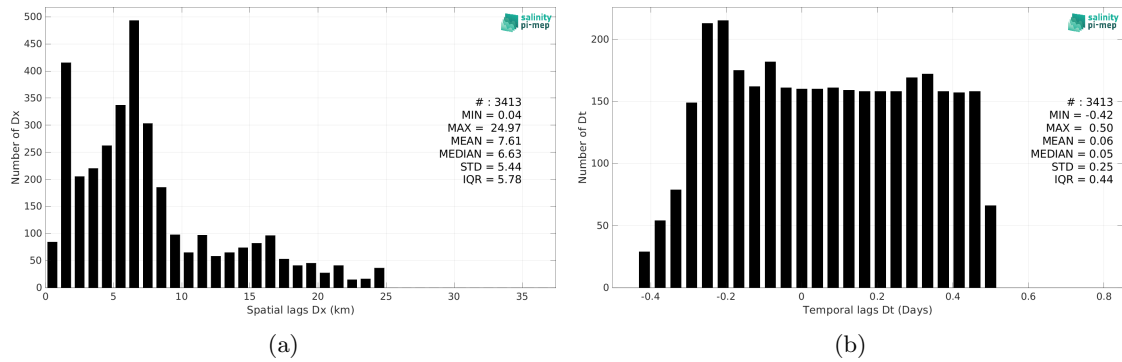 500
450
400
350
300
250
200
150
100
50
0
Number of Dx
0 5 10 15 20 25 30 35
Spatial lags Dx (km)
salinity
pi-mep
# : 3413
MIN = 0.04
MAX = 24.97
MEAN = 7.61
MEDIAN = 6.63
STD = 5.44
IQR = 5.78
(a)
200
150
100
50
0
Number of Dt
-0.4 -0.2 0 0.2 0.4 0.6 0.8
Temporal lags Dt (Days)
salinity
pi-mep
# : 3413
MIN = -0.42
MAX = 0.50
MEAN = 0.06
MEDIAN = 0.05
STD = 0.25
IQR = 0.44
(b)